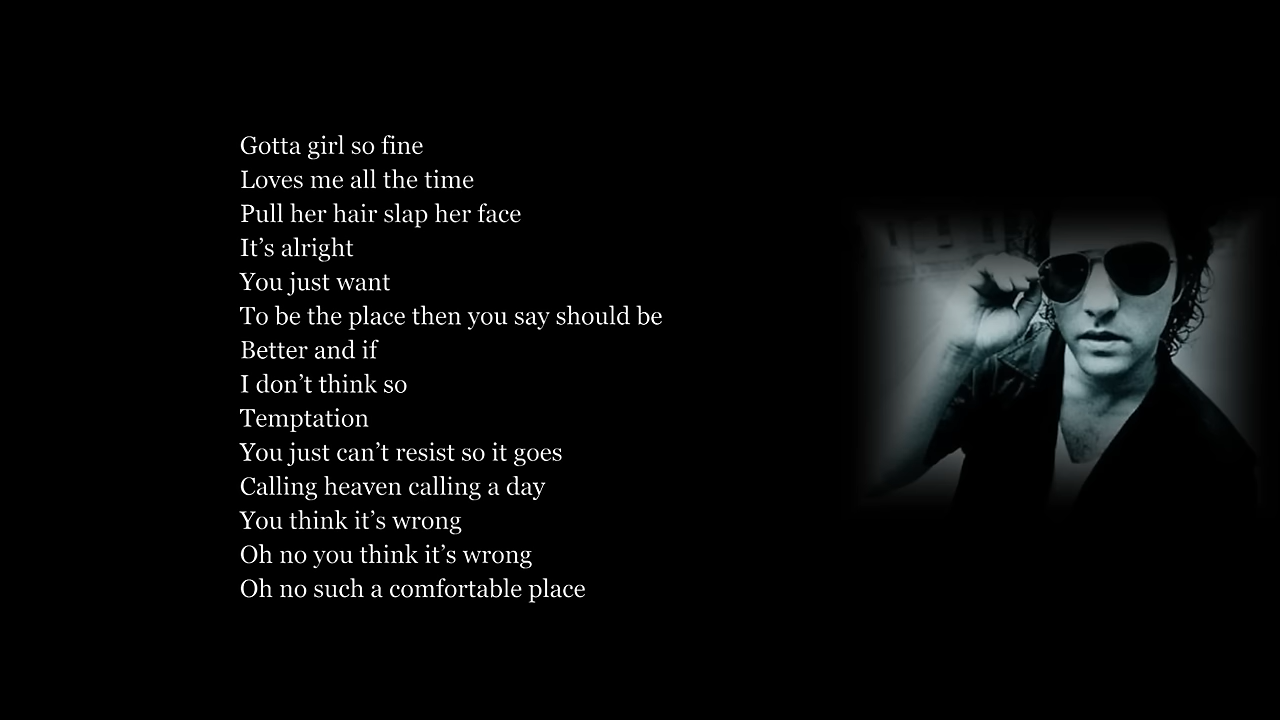 Gotta girl so fine
Loves me all the time
Pull her hair slap her face
It’s alright
You just want
To be the place then you say should be
Better and if
I don’t think so
Temptation
You just can’t resist so it goes
Calling heaven calling a day
You think it’s wrong
Oh no you think it’s wrong
Oh no such a comfortable place